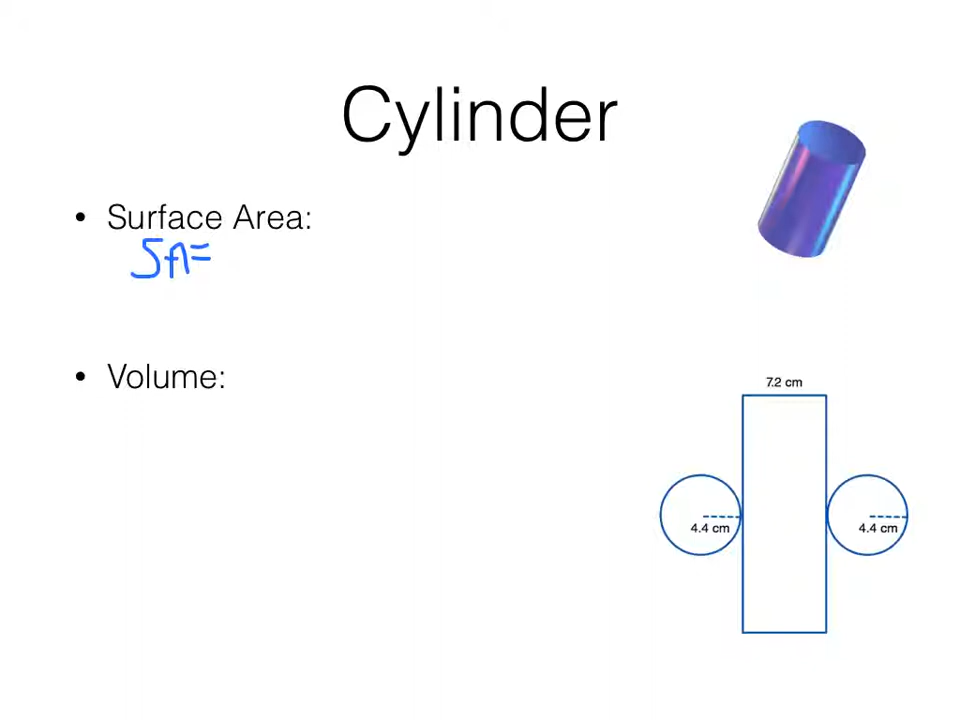 Cylinder
• Surface Area:
SA=
• Volume:
7.2 cm
4.4 cm
4.4 cm